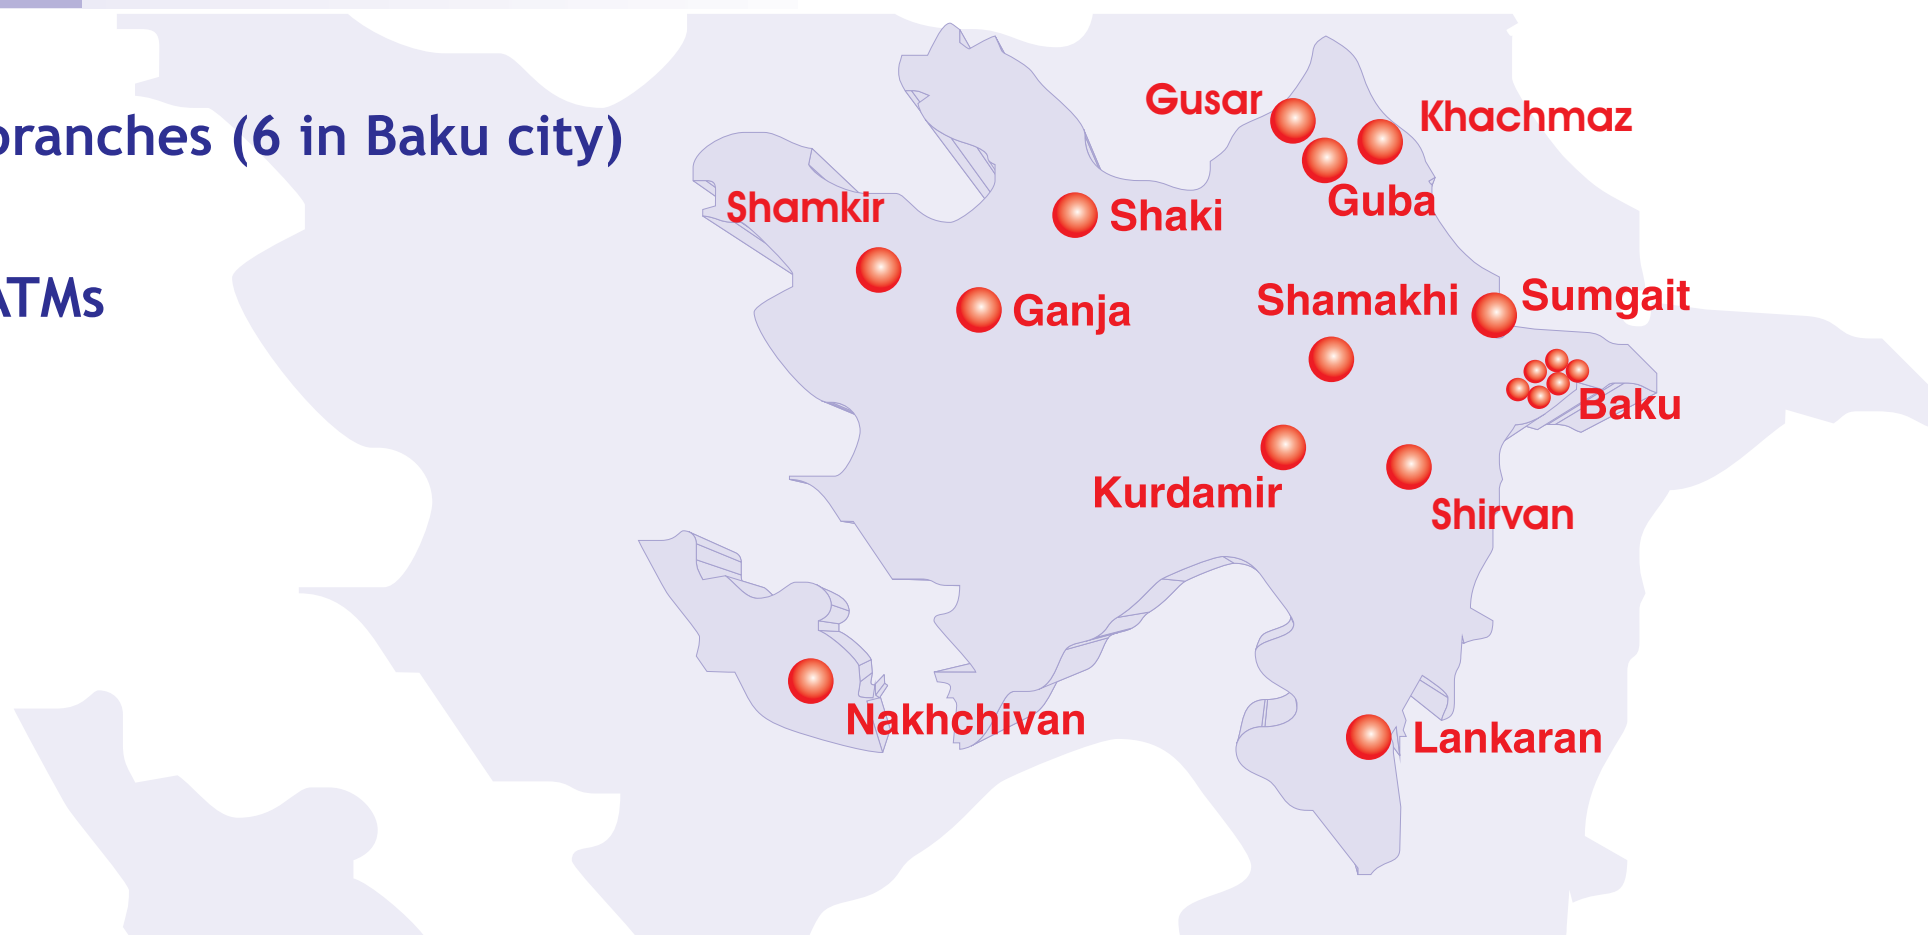 branches (6 in Baku city)
ATMs
Gusar
Khachmaz
Guba
Shamkir
Shaki
Ganja
Shamakhi
Sumgait
Baku
Kurdamir
Shirvan
Nakhchivan
Lankaran